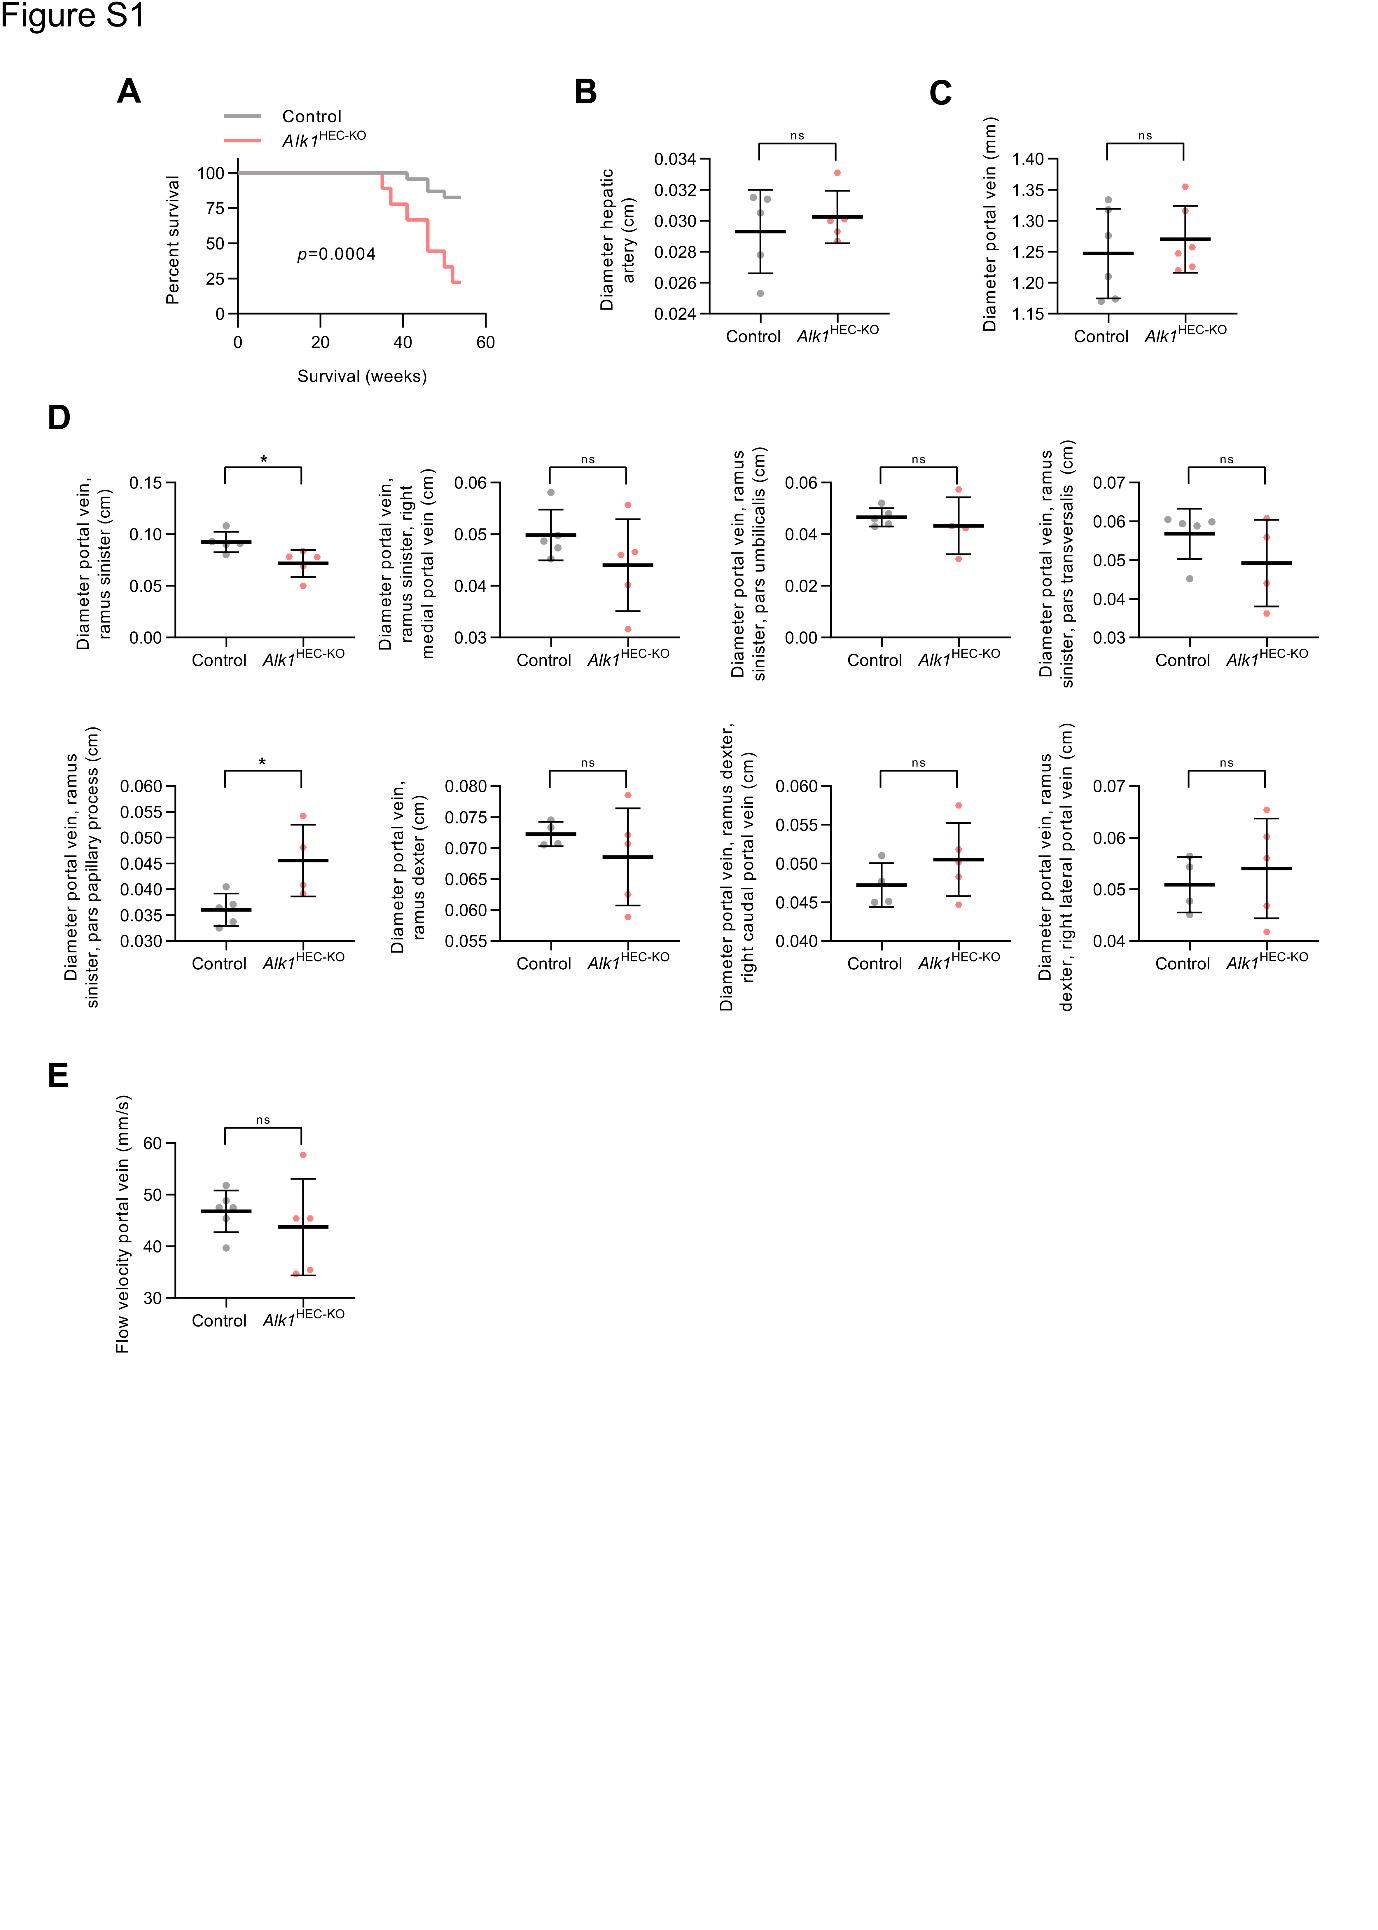 Figure S1
A
Control
Alk1HEC-KO
Percent survival
100
75
50
25
0
p=0.0004
0 20 40 60
Survival (weeks)
B
ns
Diameter hepatic
artery (cm)
0.034
0.032
0.030
0.028
0.026
0.024
Control Alk1HEC-KO
C
ns
Diameter portal vein (mm)
1.40
1.35
1.30
1.25
1.20
1.15
Control Alk1HEC-KO
D
*
Diameter portal vein,
ramus sinister (cm)
0.15
0.10
0.05
0.00
Control Alk1HEC-KO
ns
Diameter portal vein,
ramus sinister, right
medial portal vein (cm)
0.06
0.05
0.04
0.03
Control Alk1HEC-KO
ns
Diameter portal vein, ramus
sinister, pars umbilicalis (cm)
0.06
0.04
0.02
0.00
Control Alk1HEC-KO
ns
Diameter portal vein, ramus
sinister, pars transversalis (cm)
0.07
0.06
0.05
0.04
0.03
Control Alk1HEC-KO
*
Diameter portal vein, ramus
sinister, pars papillary process (cm)
0.060
0.055
0.050
0.045
0.040
0.035
0.030
Control Alk1HEC-KO
ns
Diameter portal vein,
ramus dexter (cm)
0.080
0.075
0.070
0.065
0.060
0.055
Control Alk1HEC-KO
ns
Diameter portal vein, ramus dexter,
right caudal portal vein (cm)
0.060
0.055
0.050
0.045
0.040
Control Alk1HEC-KO
ns
Diameter portal vein, ramus
dexter, right lateral portal vein (cm)
0.07
0.06
0.05
0.04
Control Alk1HEC-KO
E
ns
Flow velocity portal vein (mm/s)
60
50
40
30
Control Alk1HEC-KO